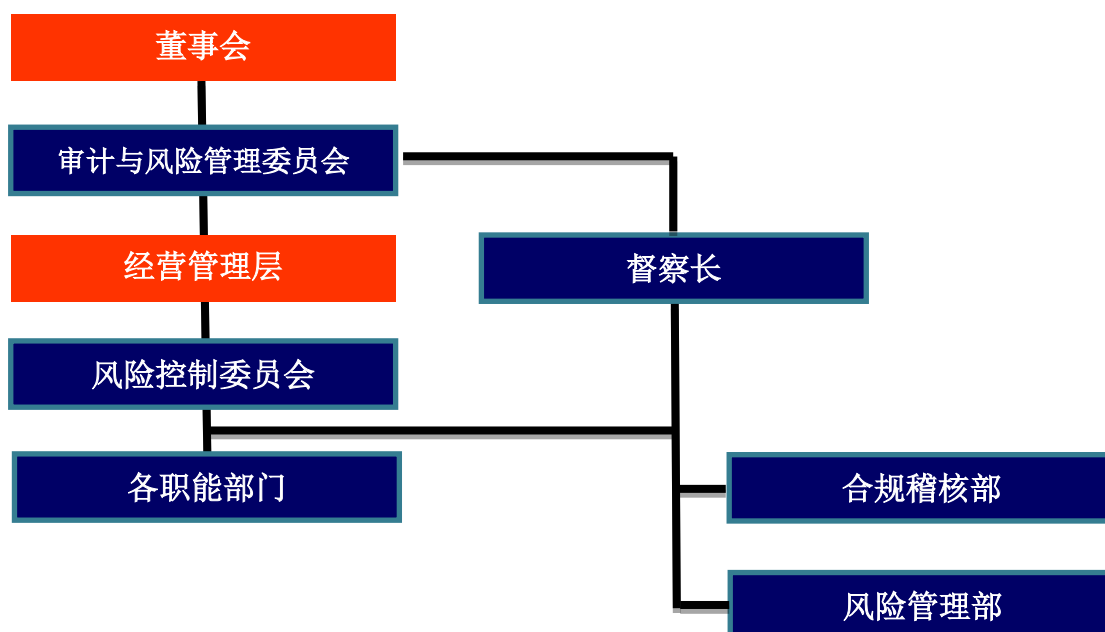 董事会
审计与风险管理委员会
经营管理层
督察长
风险控制委员会
各职能部门
合规稽核部
风险管理部